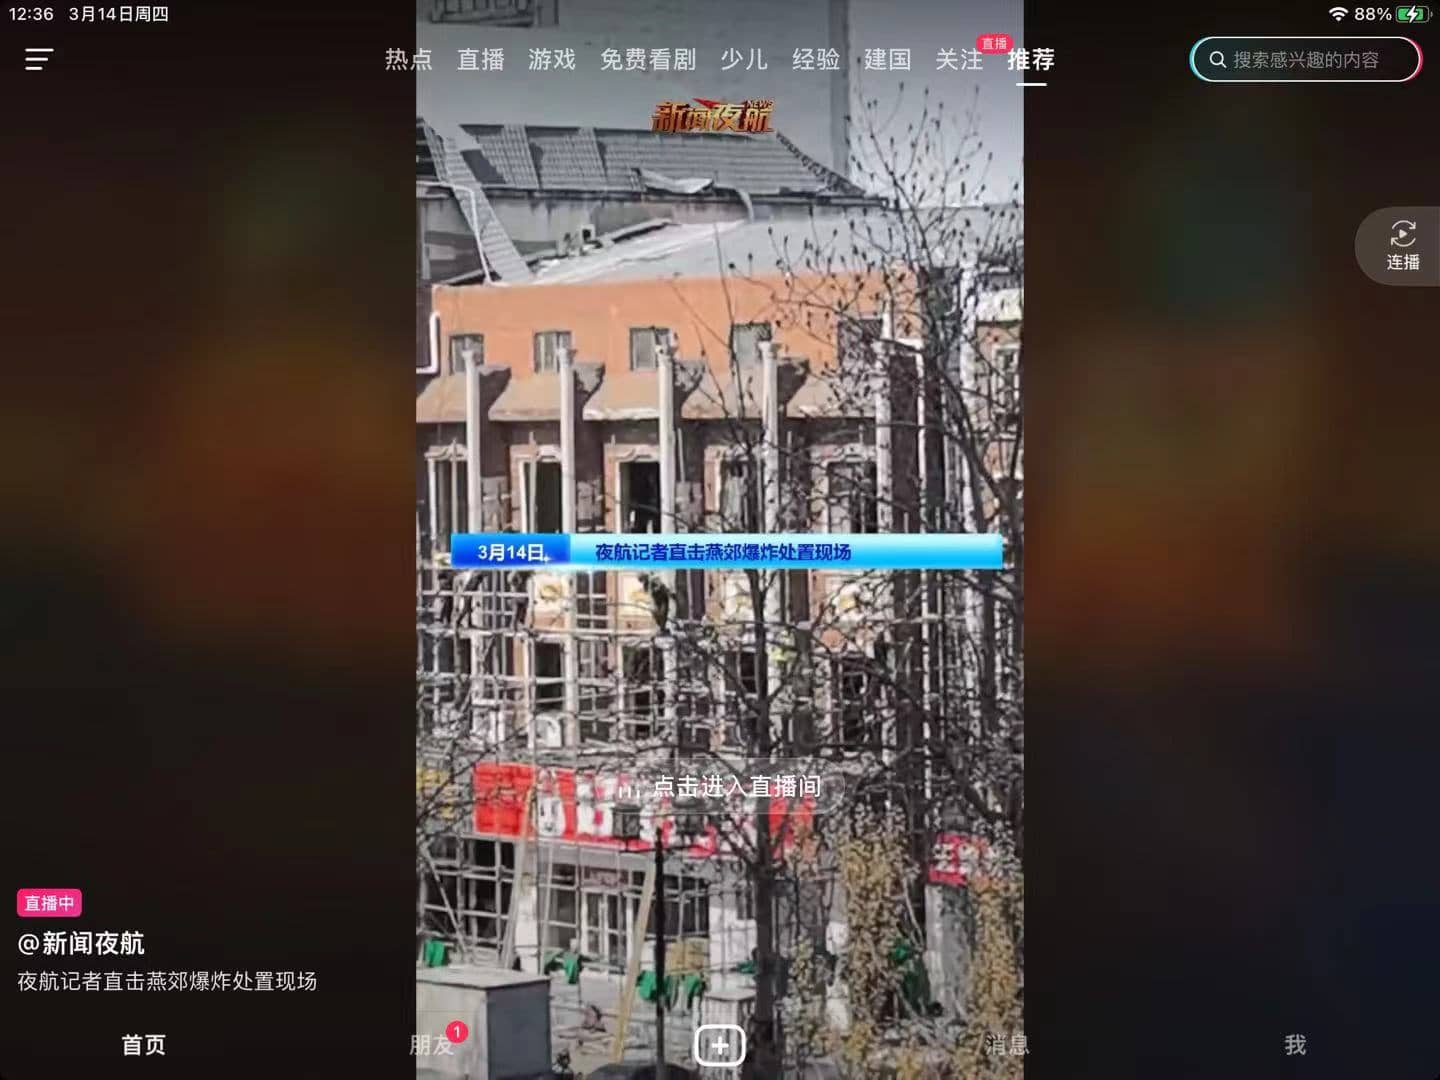 12:36 3月14日周四
88%
热点 直播 游戏 免费看剧 少儿 经验 建国 关注 直播 推荐
搜索感兴趣的内容
新闻夜航 NEWS
连播
3月14日 夜航记者直击燕郊爆炸处置现场
点击进入直播间
直播中
@新闻夜航
夜航记者直击燕郊爆炸处置现场
首页 朋友 1 消息 我